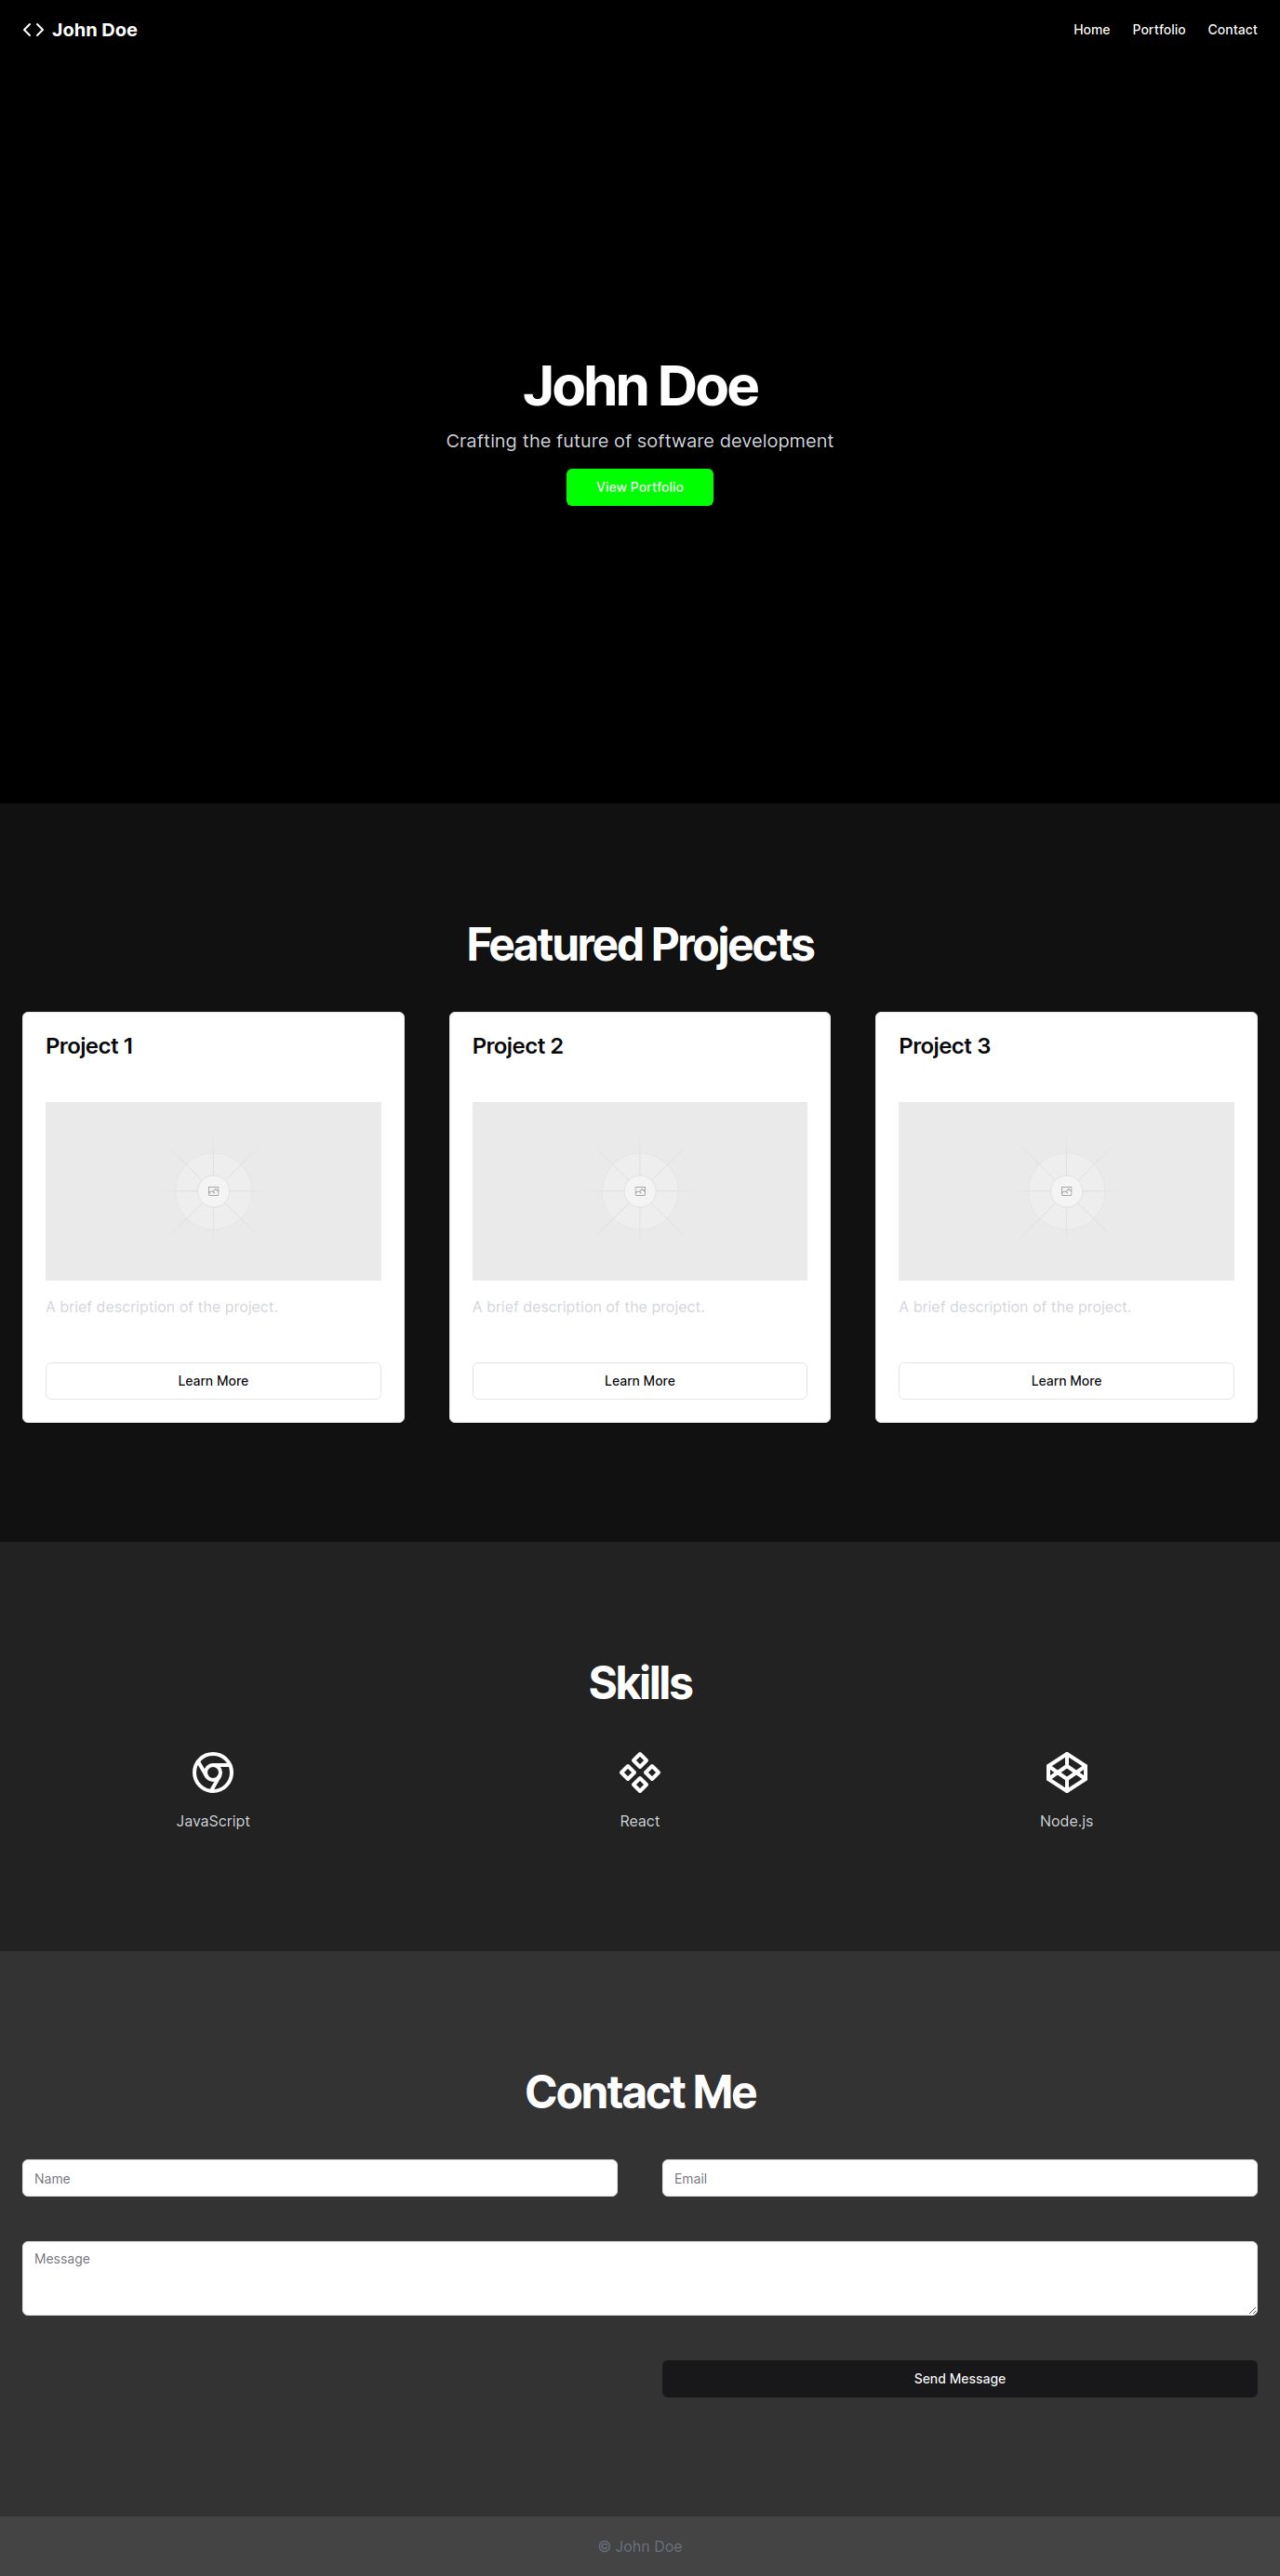 John Doe
Home Portfolio Contact
John Doe
Crafting the future of software development
View Portfolio
Featured Projects
Project 1
A brief description of the project.
Learn More
Project 2
A brief description of the project.
Learn More
Project 3
A brief description of the project.
Learn More
Skills
JavaScript
React
Node.js
Contact Me
Name
Email
Message
Send Message
© John Doe